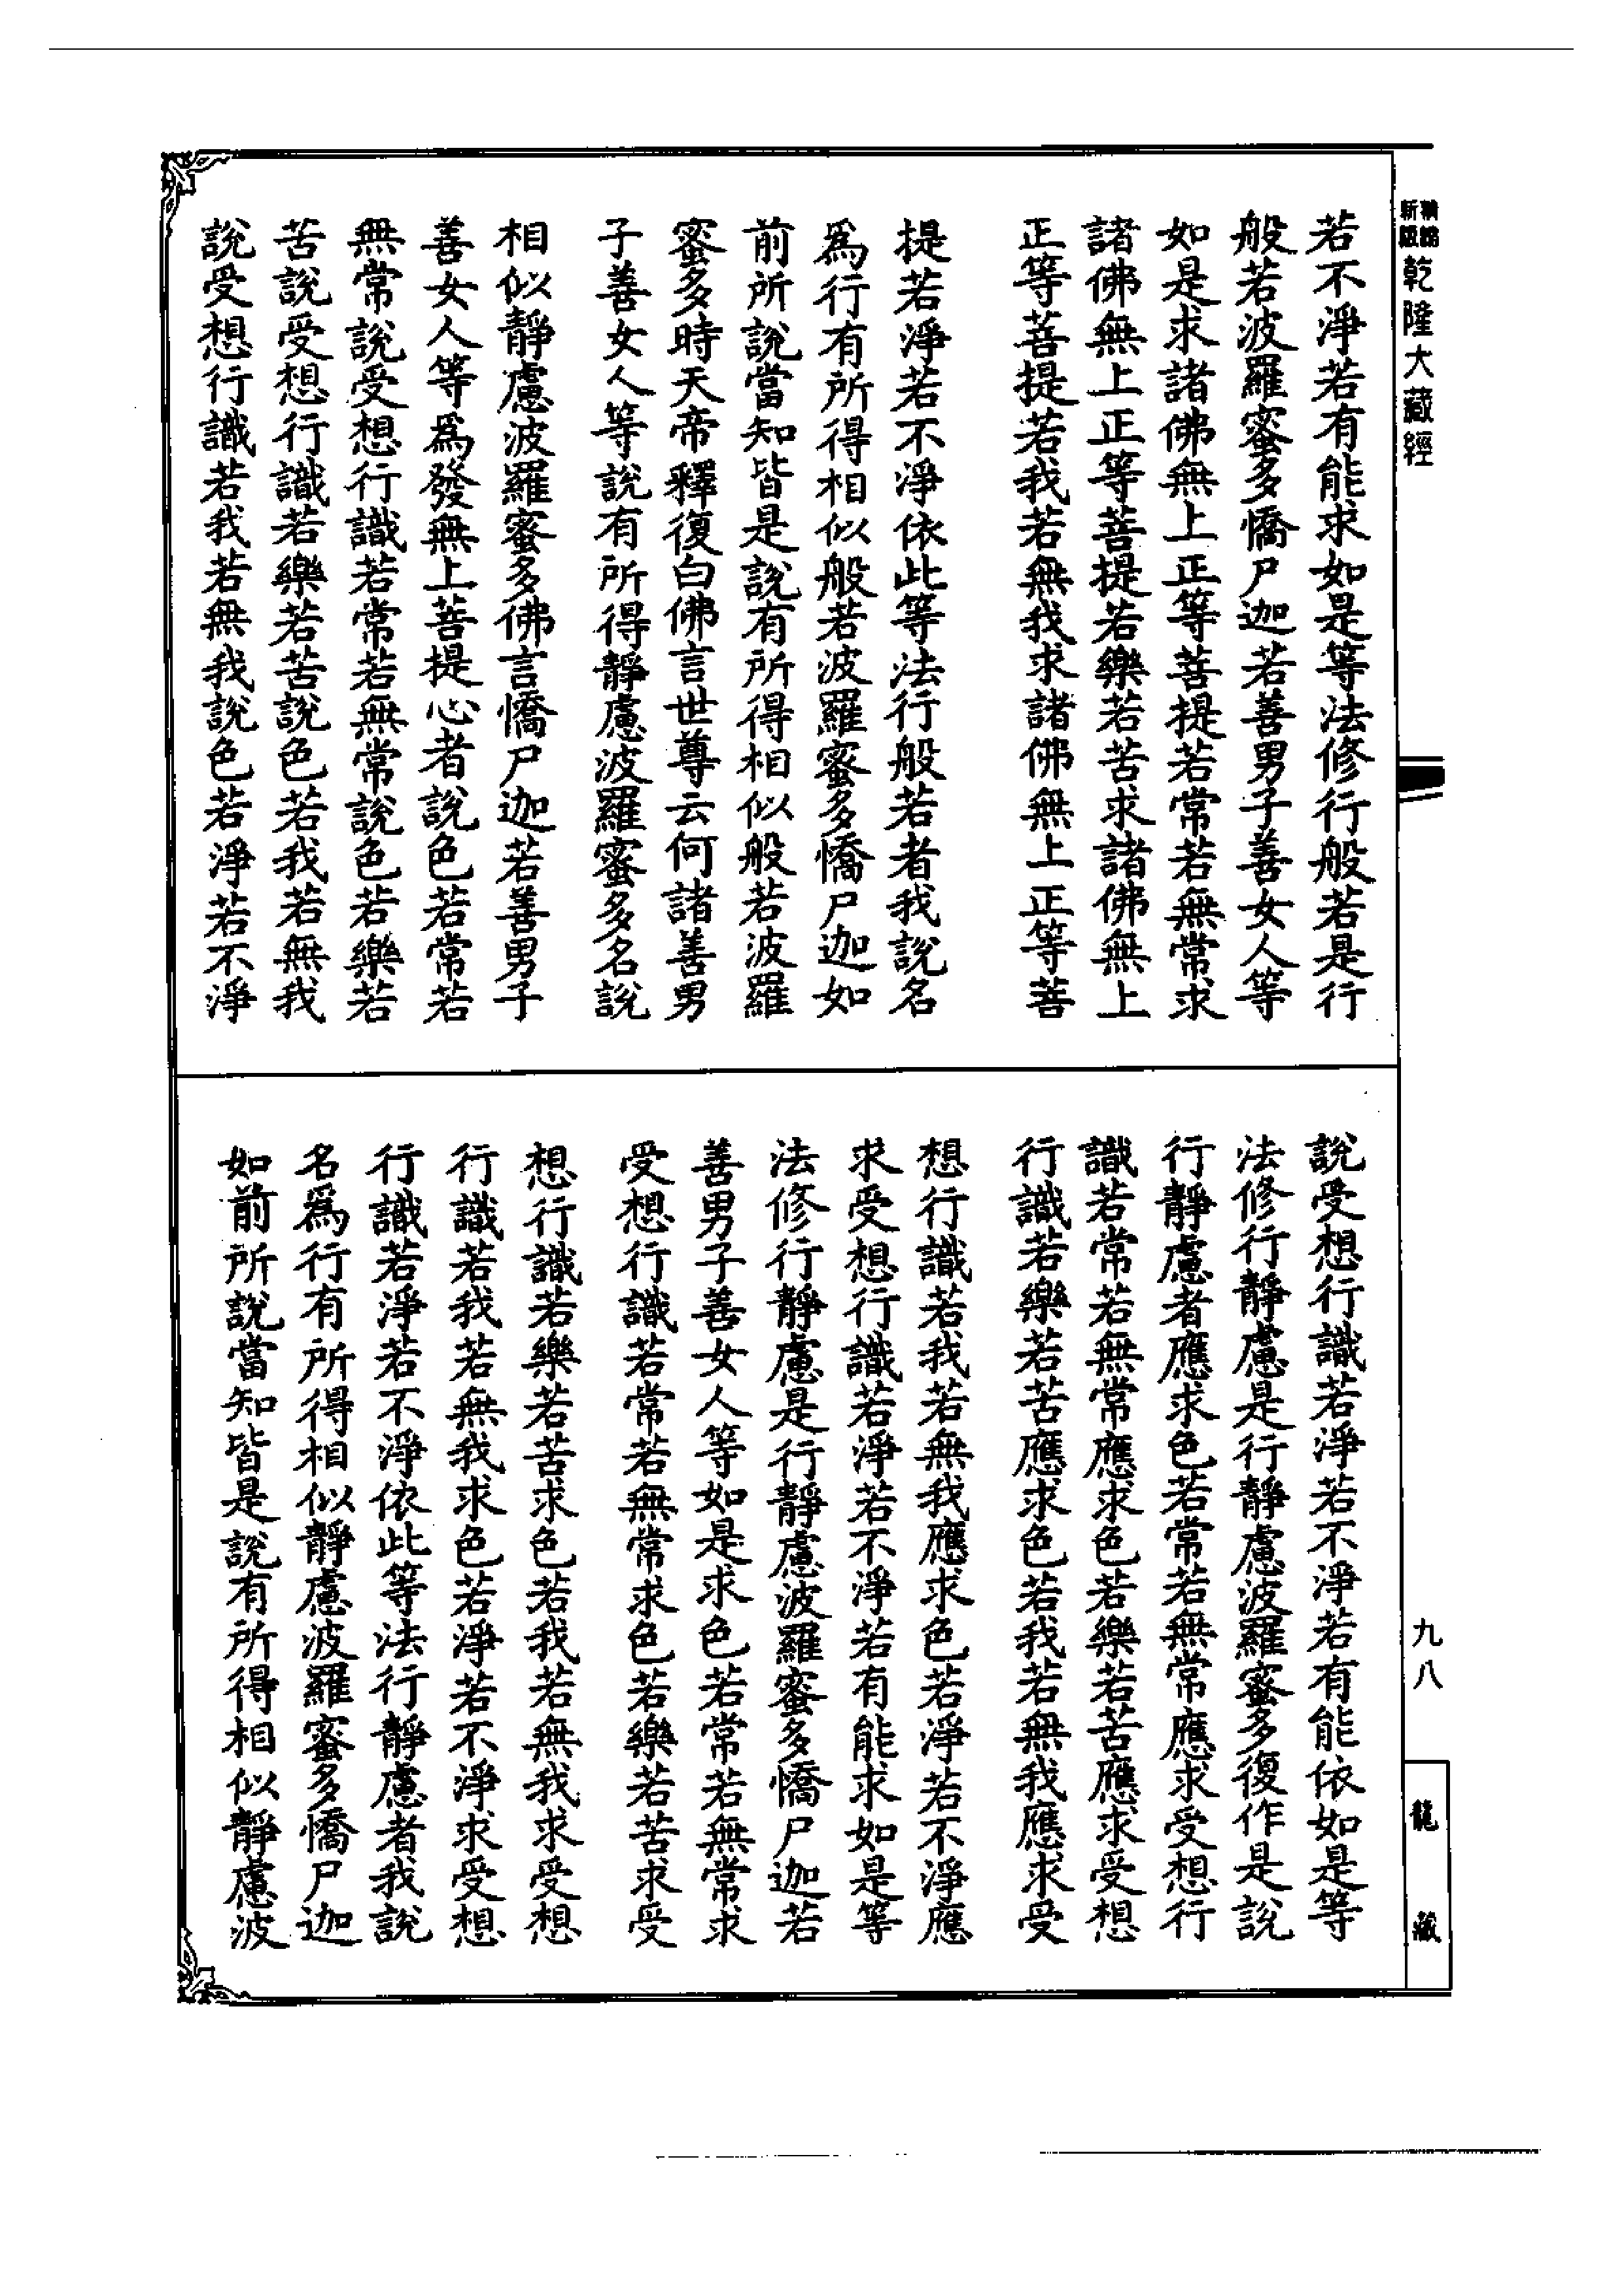 乾隆大藏經
若不淨若有能求如是等法修行般若是行
般若波羅蜜多憍尸迦若善男子善女人等
如是求諸佛無上正等菩提若常若無常求
諸佛無上正等菩提若樂若苦求諸佛無上
正等菩提若我若無我求諸佛無上正等菩
提若淨若不淨依此等法行般若者我說名
爲行有所得相似般若波羅蜜多憍尸迦如
前所說當知皆是說有所得相似般若波羅
蜜多時天帝釋復白佛言世尊云何諸善男
子善女人等說有所得靜慮波羅蜜多名說
相似靜慮波羅蜜多佛言憍尸迦若善男子
善女人等爲發無上菩提心者說色若常若
無常說受想行識若常若無常說色若樂若
苦說受想行識若樂若苦說色若我若無我
說受想行識若我若無我說色若淨若不淨
說受想行識若淨若不淨若有能依如是等
法修行靜慮是行靜慮波羅蜜多復作是說
行靜慮者應求色若常若無常應求受想行
識若常若無常應求色若樂若苦應求受想
行識若樂若苦應求色若我若無我應求受
想行識若我若無我應求色若淨若不淨應
求受想行識若淨若不淨若有能求如是等
法修行靜慮是行靜慮波羅蜜多憍尸迦若
善男子善女人等如是求色若常若無常求
受想行識若常若無常求色若樂若苦求受
想行識若樂若苦求色若我若無我求受想
行識若我若無我求色若淨若不淨求受想
行識若淨若不淨依此等法行靜慮者我說
名爲行有所得相似靜慮波羅蜜多憍尸迦
如前所說當知皆是說有所得相似靜慮波
九八
龍藏